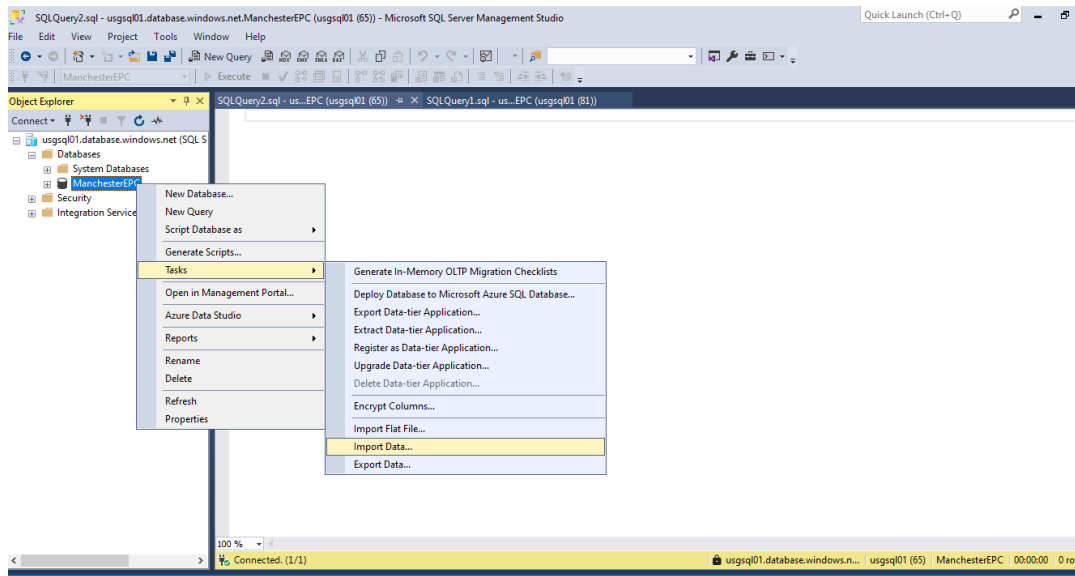 SQLQuery2.sql - usgsql01.database.windows.net.ManchesterEPC (usgsql01 (65)) - Microsoft SQL Server Management Studio
Quick Launch (Ctrl+Q)
File Edit View Project Tools Window Help
New Query
ManchesterEPC
Execute
Object Explorer
SQLQuery2.sql - us...EPC (usgsql01 (65))
SQLQuery1.sql - us...EPC (usgsql01 (81))
Connect
usgsql01.database.windows.net (SQL S
Databases
System Databases
ManchesterEPC
Security
Integration Service
New Database...
New Query
Script Database as
Generate Scripts...
Tasks
Open in Management Portal...
Azure Data Studio
Reports
Rename
Delete
Refresh
Properties
Generate In-Memory OLTP Migration Checklists
Deploy Database to Microsoft Azure SQL Database...
Export Data-tier Application...
Extract Data-tier Application...
Register as Data-tier Application...
Upgrade Data-tier Application...
Delete Data-tier Application...
Encrypt Columns...
Import Flat File...
Import Data...
Export Data...
100 %
Connected. (1/1)
usgsql01.database.windows.n... usgsql01 (65) ManchesterEPC 00:00:00 0 ro